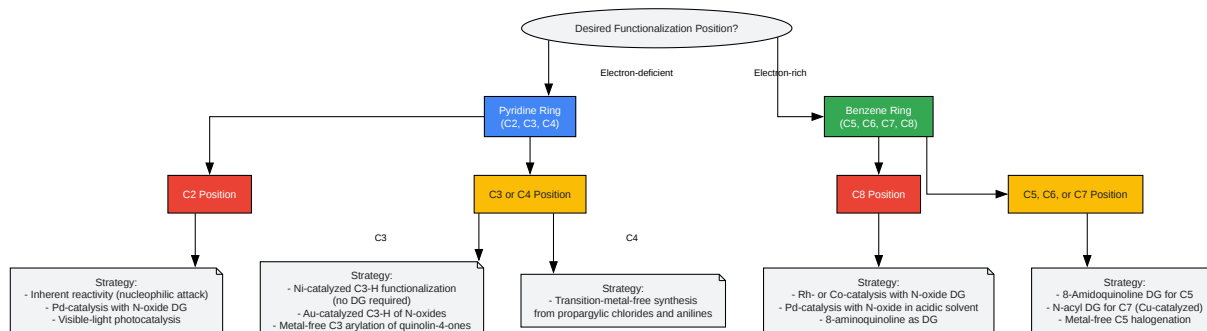 Desired Functionalization Position?
Electron-deficient
Electron-rich
Pyridine Ring
(C2, C3, C4)
Benzene Ring
(C5, C6, C7, C8)
C2 Position
C3 or C4 Position
C8 Position
C5, C6, or C7 Position
C3
C4
Strategy:
- Inherent reactivity (nucleophilic attack)
- Pd-catalysis with N-oxide DG
- Visible-light photocatalysis
Strategy:
- Ni-catalyzed C3-H functionalization
(no DG required)
- Au-catalyzed C3-H of N-oxides
- Metal-free C3 arylation of quinolin-4-ones
Strategy:
- Transition-metal-free synthesis
from propargylic chlorides and anilines
Strategy:
- Rh- or Co-catalysis with N-oxide DG
- Pd-catalysis with N-oxide in acidic solvent
- 8-aminoquinoline as DG
Strategy:
- 8-Amidoquinoline DG for C5
- N-acyl DG for C7 (Cu-catalyzed)
- Metal-free C5 halogenation